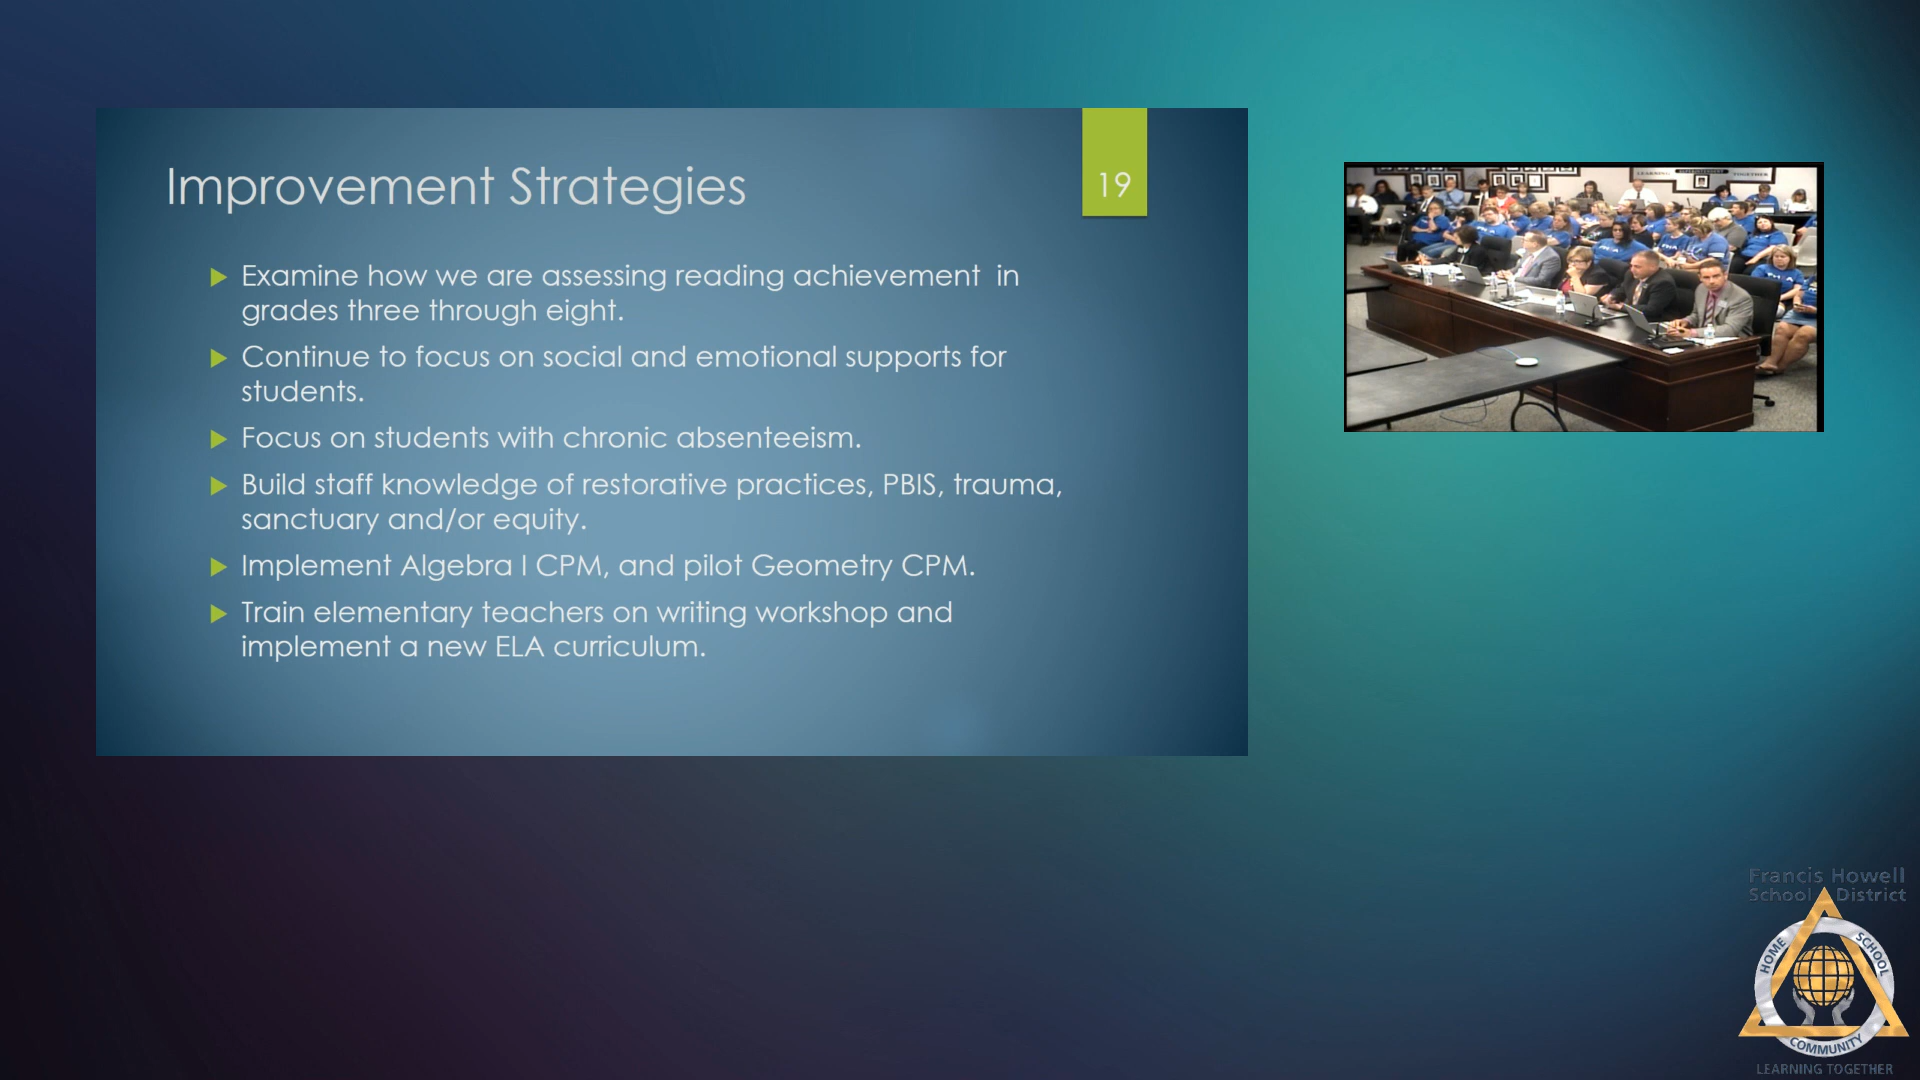 Improvement Strategies
19
Examine how we are assessing reading achievement in
grades three through eight.
Continue to focus on social and emotional supports for
students.
Focus on students with chronic absenteeism.
Build staff knowledge of restorative practices, PBIS, trauma,
sanctuary and/or equity.
Implement Algebra I CPM, and pilot Geometry CPM.
Train elementary teachers on writing workshop and
implement a new ELA curriculum.
LEARNING TOGETHER
Francis Howell
School District
HOME SCHOOL
COMMUNITY
LEARNING TOGETHER